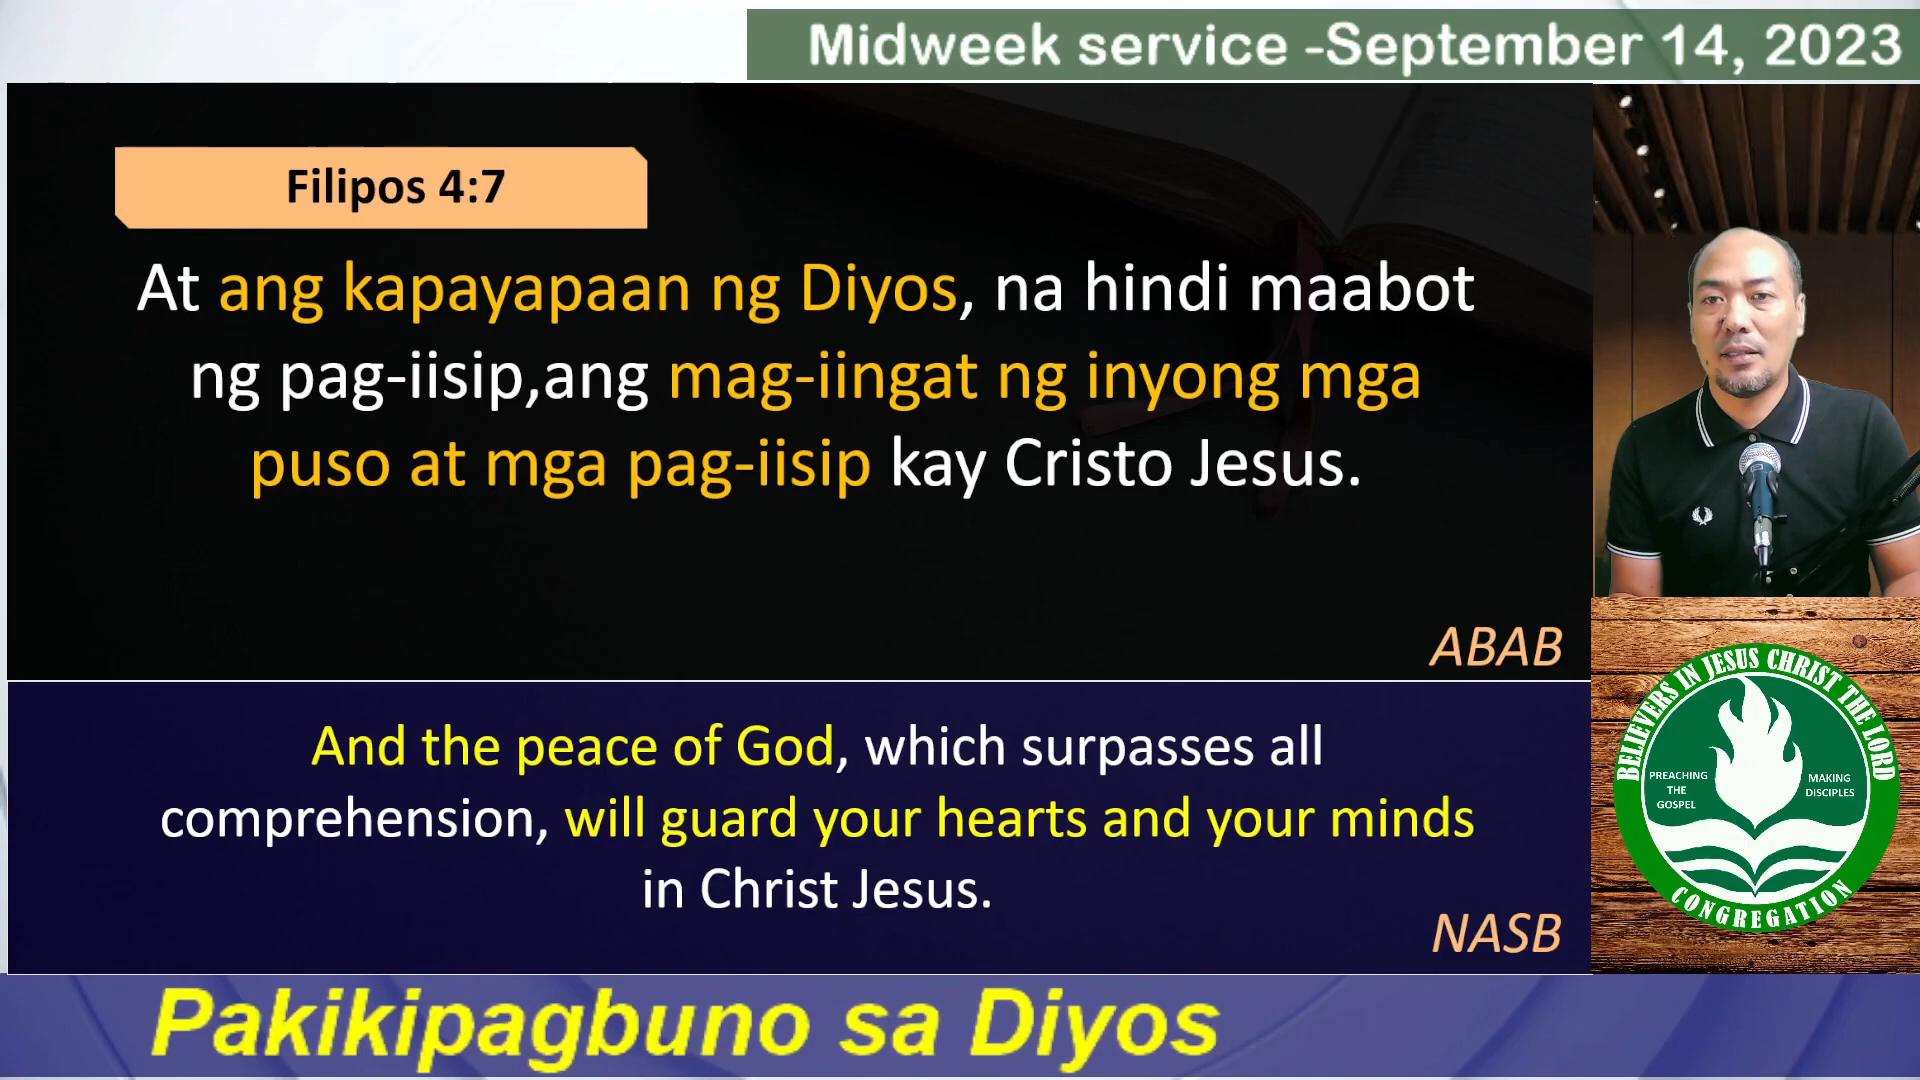 Midweek service -September 14, 2023
Filipos 4:7
At ang kapayapaan ng Diyos, na hindi maabot
ng pag-iisip,ang mag-iingat ng inyong mga
puso at mga pag-iisip kay Cristo Jesus.
ABAB
And the peace of God, which surpasses all
comprehension, will guard your hearts and your minds
in Christ Jesus.
NASB
BELIEVERS IN JESUS CHRIST THE LORD
PREACHING
THE
GOSPEL
MAKING
DISCIPLES
CONGREGATION
Pakikipagbuno sa Diyos